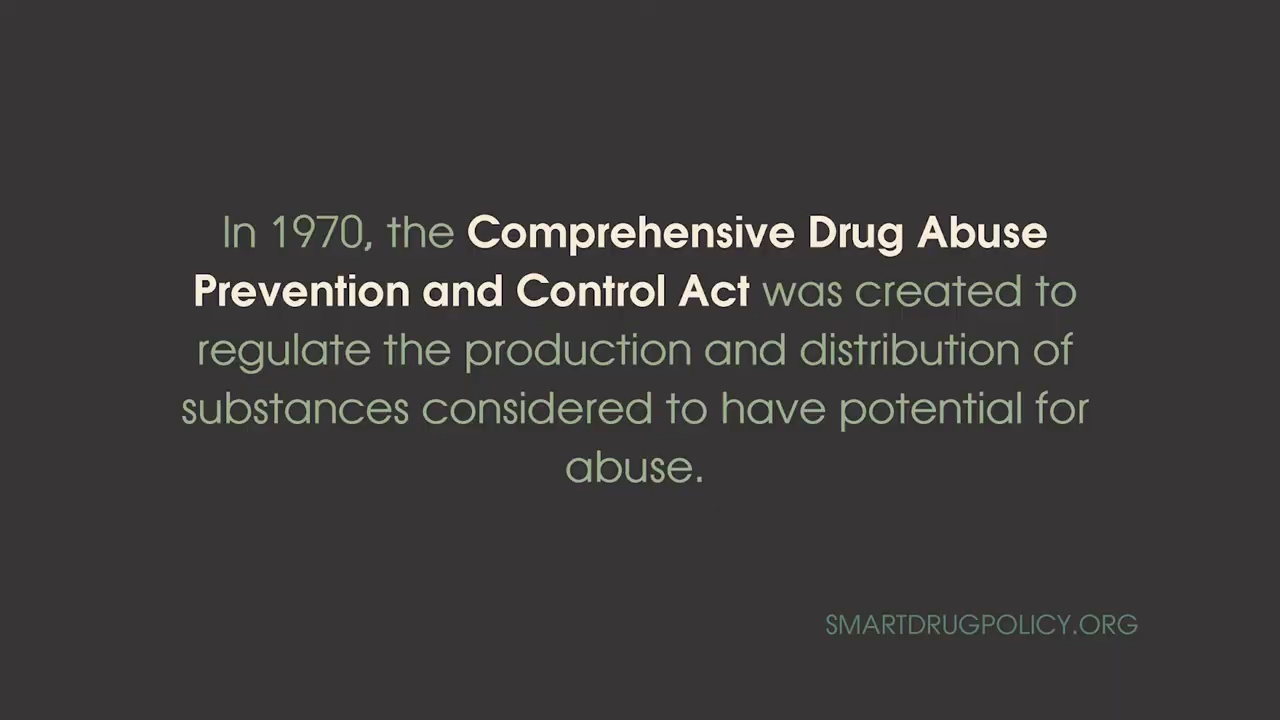 In 1970, the Comprehensive Drug Abuse
Prevention and Control Act was created to
regulate the production and distribution of
substances considered to have potential for
abuse.
SMARTDRUGPOLICY.ORG